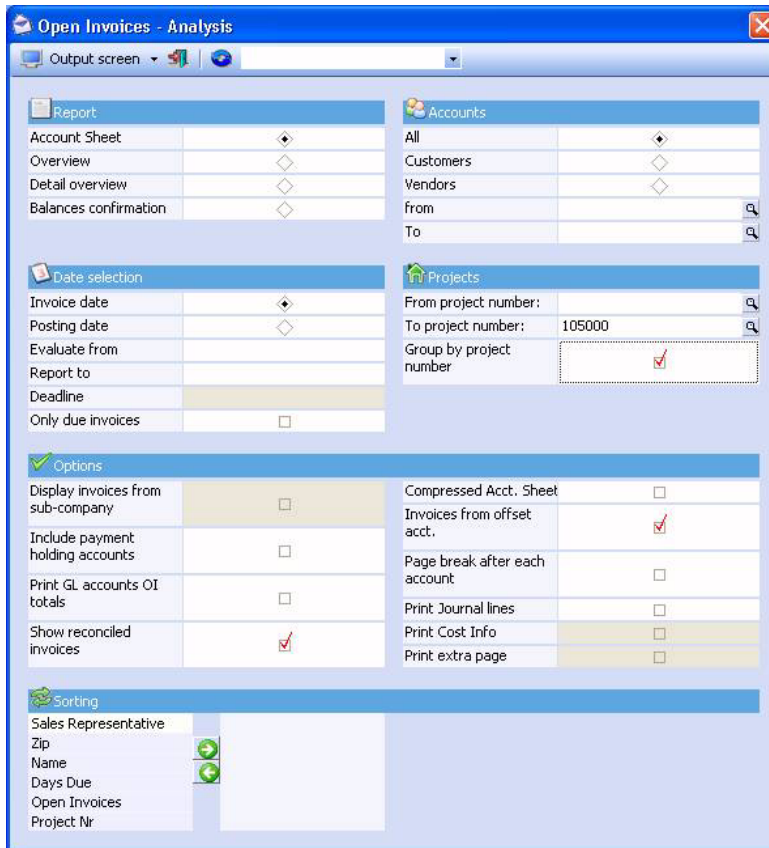 Open Invoices - Analysis
Output screen
Report
Account Sheet
Overview
Detail overview
Balances confirmation
Accounts
All
Customers
Vendors
from
To
Date selection
Invoice date
Posting date
Evaluate from
Report to
Deadline
Only due invoices
Projects
From project number:
To project number: 105000
Group by project
number
Options
Display invoices from
sub-company
Include payment
holding accounts
Print GL accounts OI
totals
Show reconciled
invoices
Compressed Acct. Sheet
Invoices from offset
acct.
Page break after each
account
Print Journal lines
Print Cost Info
Print extra page
Sorting
Sales Representative
Zip
Name
Days Due
Open Invoices
Project Nr